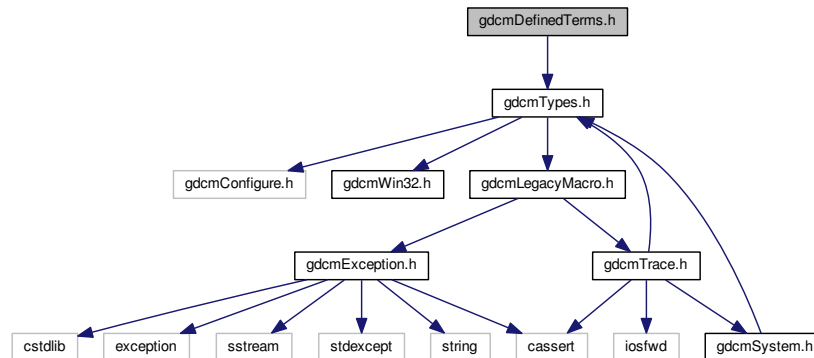 gdcmDefinedTerms.h
gdcmTypes.h
gdcmConfigure.h
gdcmWin32.h
gdcmLegacyMacro.h
gdcmException.h
gdcmTrace.h
cstdlib
exception
sstream
stdexcept
string
cassert
iosfwd
gdcmSystem.h